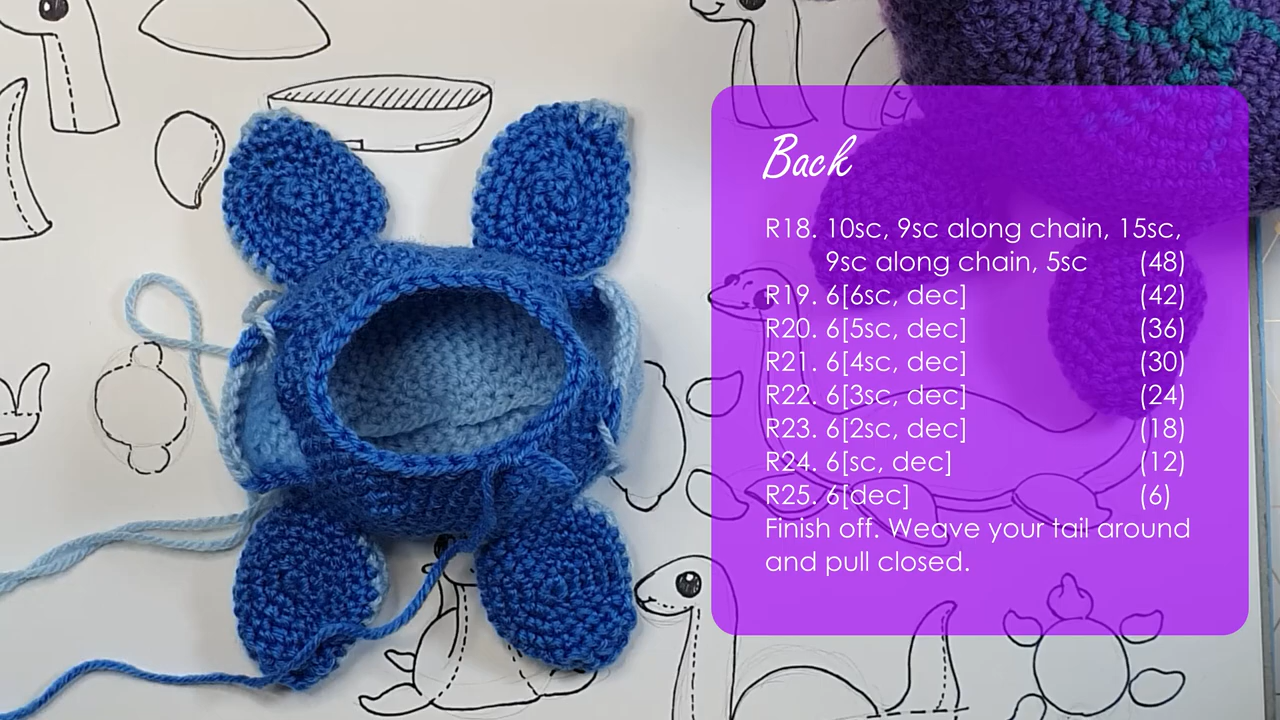 Back
R18. 10sc, 9sc along chain, 15sc,
9sc along chain, 5sc (48)
R19. 6[6sc, dec] (42)
R20. 6[5sc, dec] (36)
R21. 6[4sc, dec] (30)
R22. 6[3sc, dec] (24)
R23. 6[2sc, dec] (18)
R24. 6[sc, dec] (12)
R25. 6[dec] (6)
Finish off. Weave your tail around
and pull closed.